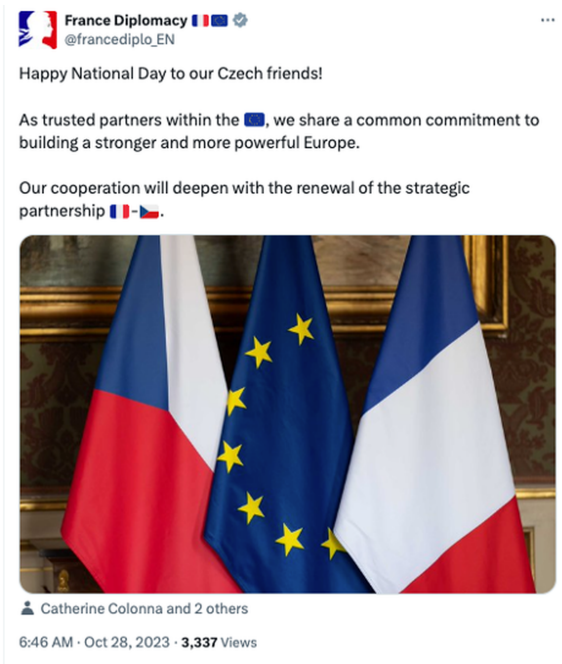 France Diplomacy 🇫🇷🇪🇺
@francediplo_EN
Happy National Day to our Czech friends!
As trusted partners within the 🇪🇺, we share a common commitment to
building a stronger and more powerful Europe.
Our cooperation will deepen with the renewal of the strategic
partnership 🇫🇷-🇨🇿.
Catherine Colonna and 2 others
6:46 AM · Oct 28, 2023 · 3,337 Views